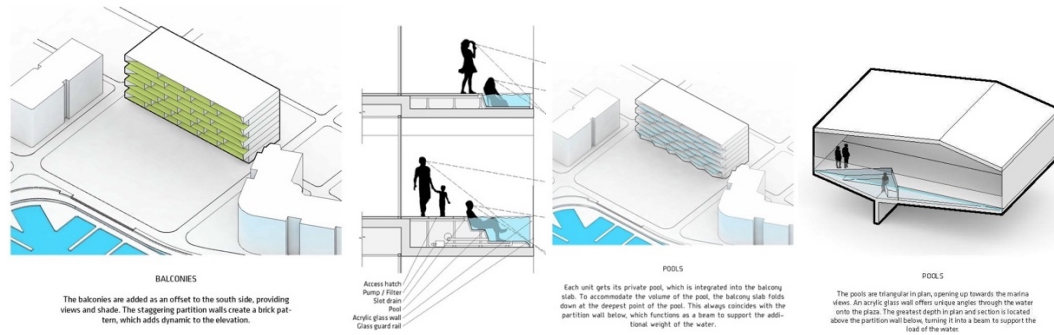 BALCONIES
The balconies are added as an offset to the south side, providing
views and shade. The staggering partition walls create a brick pat-
tern, which adds dynamic to the elevation.
Access hatch
Pump / Filter
Slot drain
Pool
Acrylic glass wall
Glass guard rail
POOLS
Each unit gets its private pool, which is integrated into the balcony
slab. To accommodate the volume of the pool, the balcony slab folds
down at the deepest point of the pool. This always coincides with the
partition wall below, which functions as a beam to support the addi-
tional weight of the water.
POOLS
The pools are triangular in plan, opening up towards the marina
views. An acrylic glass wall offers unique angles through the water
onto the plaza. The greatest depth in plan and section is located
above the partition wall below, turning it into a beam to support the
load of the water.